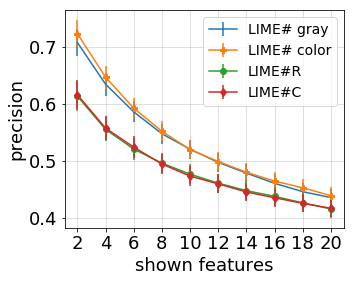 LIME# gray
LIME# color
LIME#R
LIME#C
0.7
0.6
0.5
0.4
precision
2 4 6 8 10 12 14 16 18 20
shown features